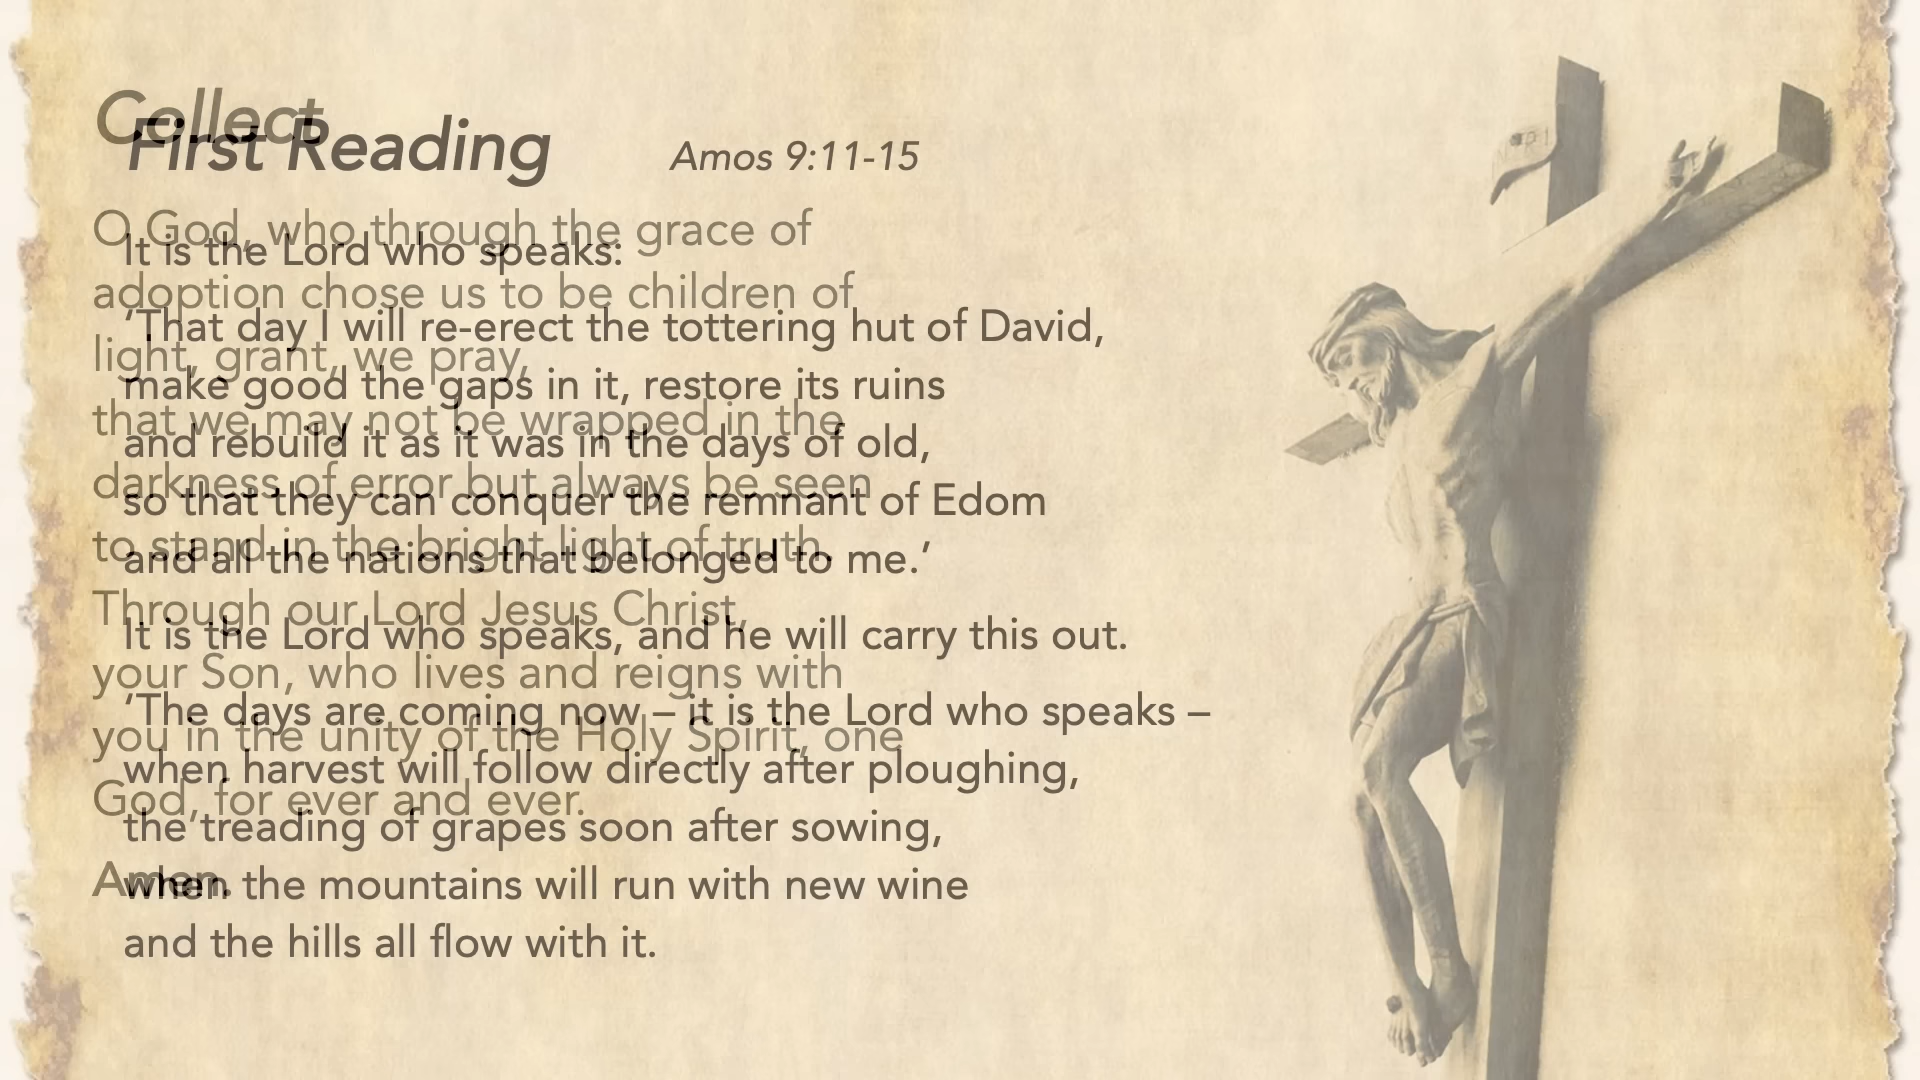 Collect
O God, who through the grace of
adoption chose us to be children of
light, grant, we pray,
that we may not be wrapped in the
darkness of error but always be seen
to stand in the bright light of truth.
Through our Lord Jesus Christ,
your Son, who lives and reigns with
you in the unity of the Holy Spirit, one
God, for ever and ever.
Amen.
First Reading Amos 9:11-15
It is the Lord who speaks:
‘That day I will re-erect the tottering hut of David,
make good the gaps in it, restore its ruins
and rebuild it as it was in the days of old,
so that they can conquer the remnant of Edom
and all the nations that belonged to me.’
It is the Lord who speaks, and he will carry this out.
‘The days are coming now – it is the Lord who speaks –
when harvest will follow directly after ploughing,
the treading of grapes soon after sowing,
when the mountains will run with new wine
and the hills all flow with it.